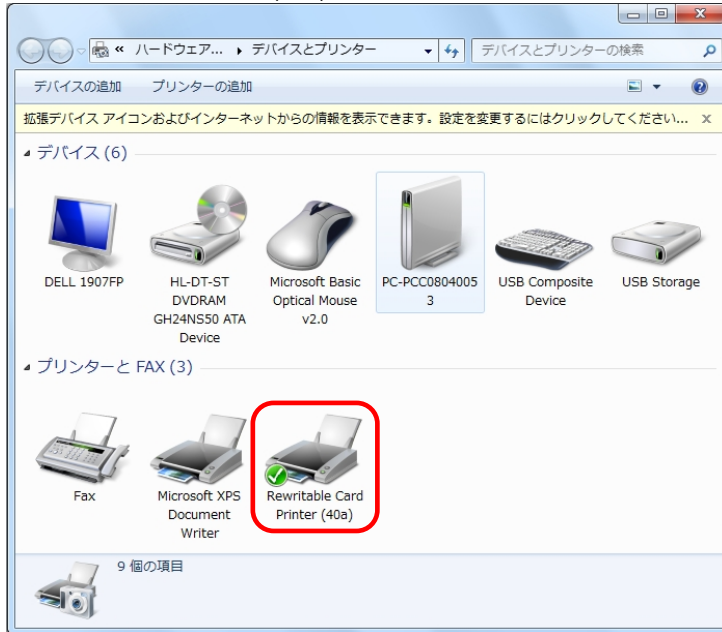 « ハードウェア... ▸ デバイスとプリンター
デバイスとプリンターの検索
デバイスの追加 プリンターの追加
拡張デバイス アイコンおよびインターネットからの情報を表示できます。設定を変更するにはクリックしてください... x
デバイス (6)
DELL 1907FP
HL-DT-ST
DVDRAM
GH24NS50 ATA
Device
Microsoft Basic
Optical Mouse
v2.0
PC-PCC0804005
3
USB Composite
Device
USB Storage
プリンターと FAX (3)
Fax
Microsoft XPS
Document
Writer
Rewritable Card
Printer (40a)
9 個の項目